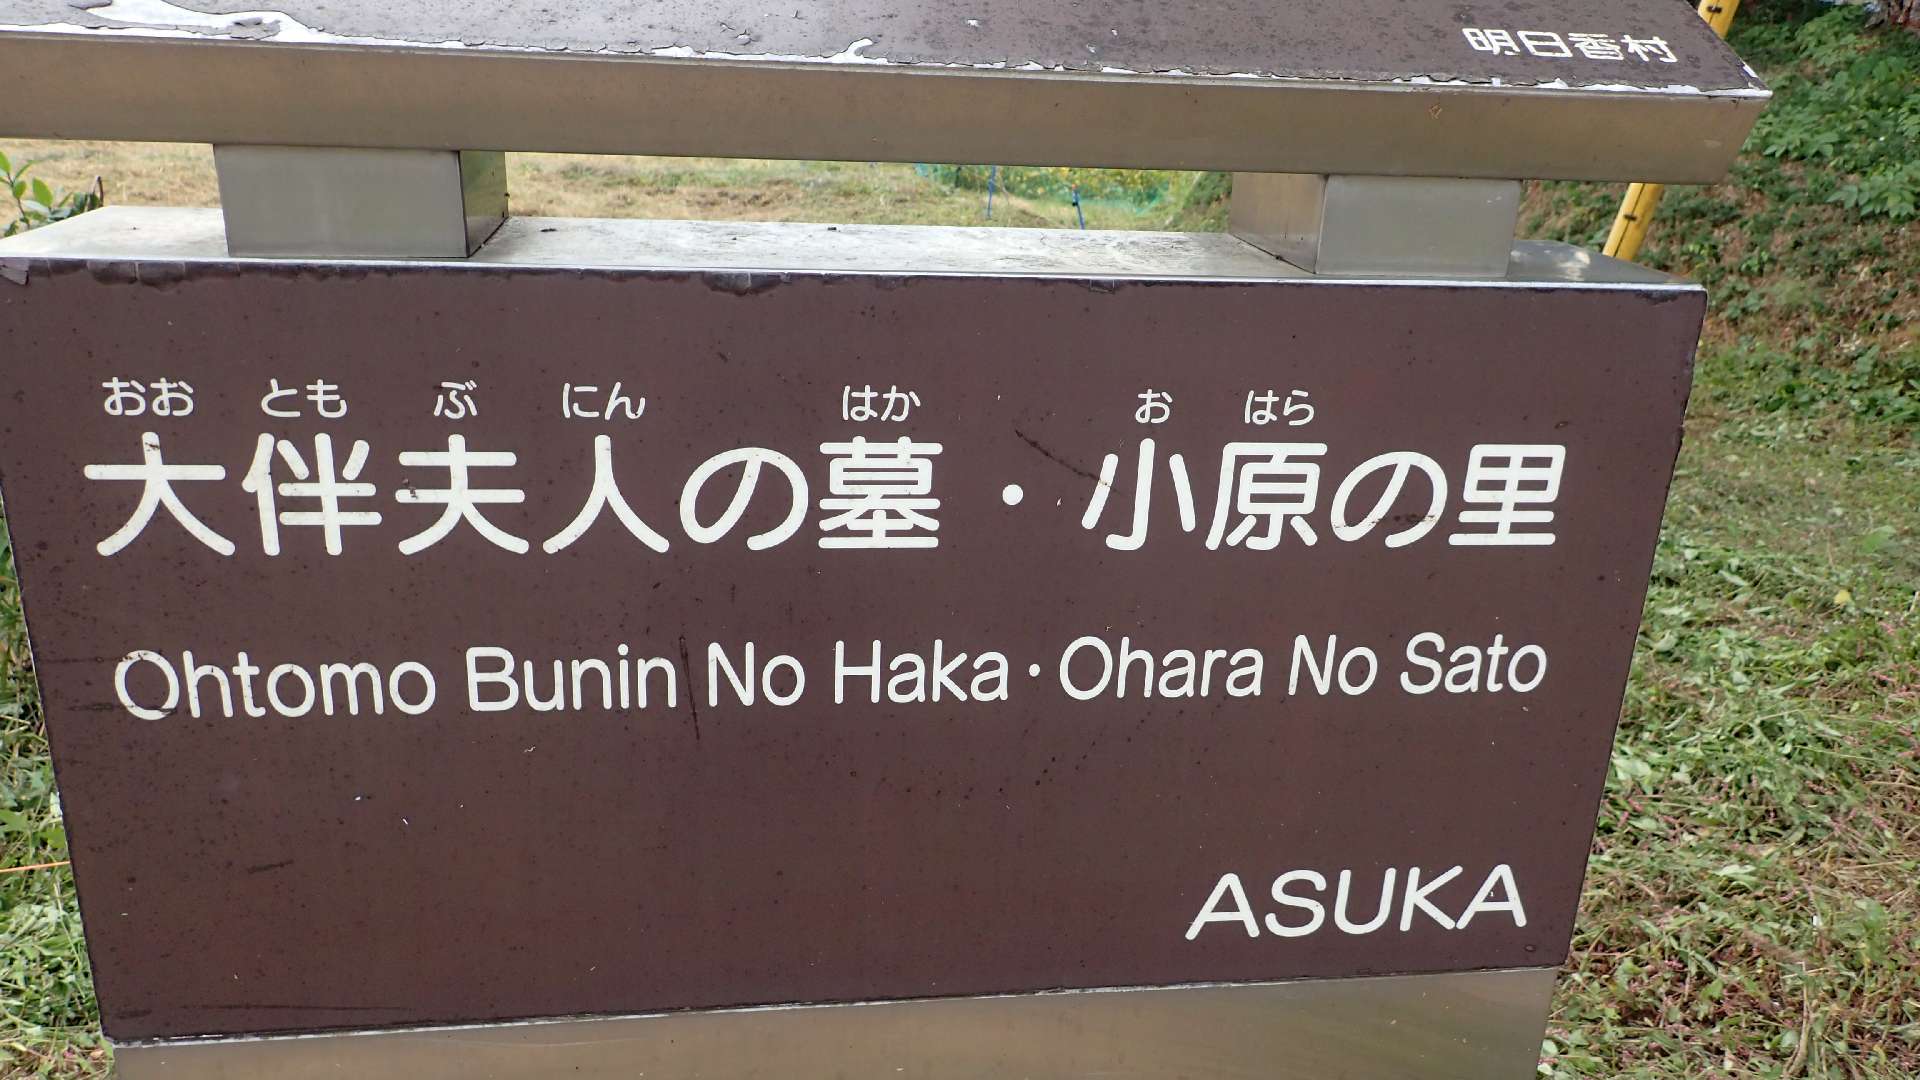 明日香村
おお とも ぶ にん はか お はら
大伴夫人の墓・小原の里
Ohtomo Bunin No Haka・Ohara No Sato
ASUKA